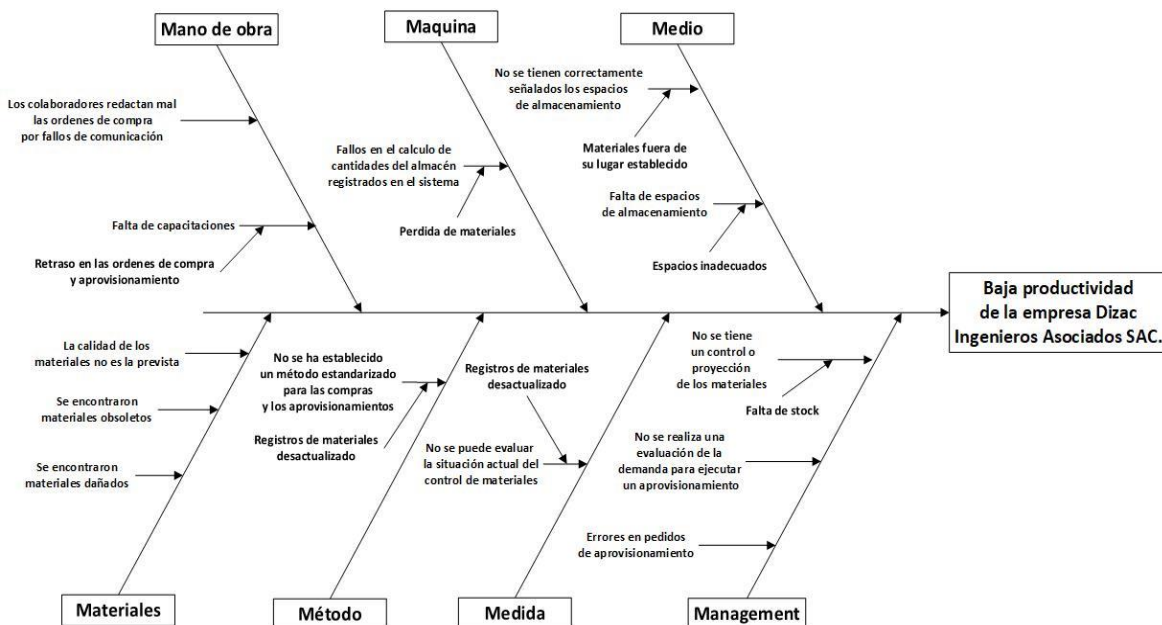 Mano de obra
Maquina
Medio
Los colaboradores redactan mal
las ordenes de compra
por fallos de comunicación
Falta de capacitaciones
Retraso en las ordenes de compra
y aprovisionamiento
Fallos en el calculo de
cantidades del almacén
registrados en el sistema
Perdida de materiales
No se tienen correctamente
señalados los espacios
de almacenamiento
Materiales fuera de
su lugar establecido
Falta de espacios
de almacenamiento
Espacios inadecuados
Baja productividad
de la empresa Dizac
Ingenieros Asociados SAC.
La calidad de los
materiales no es la prevista
Se encontraron
materiales obsoletos
Se encontraron
materiales dañados
No se ha establecido
un método estandarizado
para las compras
y los aprovisionamientos
Registros de materiales
desactualizado
Registros de materiales
desactualizado
No se puede evaluar
la situación actual del
control de materiales
No se tiene
un control o
proyección
de los materiales
Falta de stock
No se realiza una
evaluación de la
demanda para ejecutar
un aprovisionamiento
Errores en pedidos
de aprovisionamiento
Materiales
Método
Medida
Management